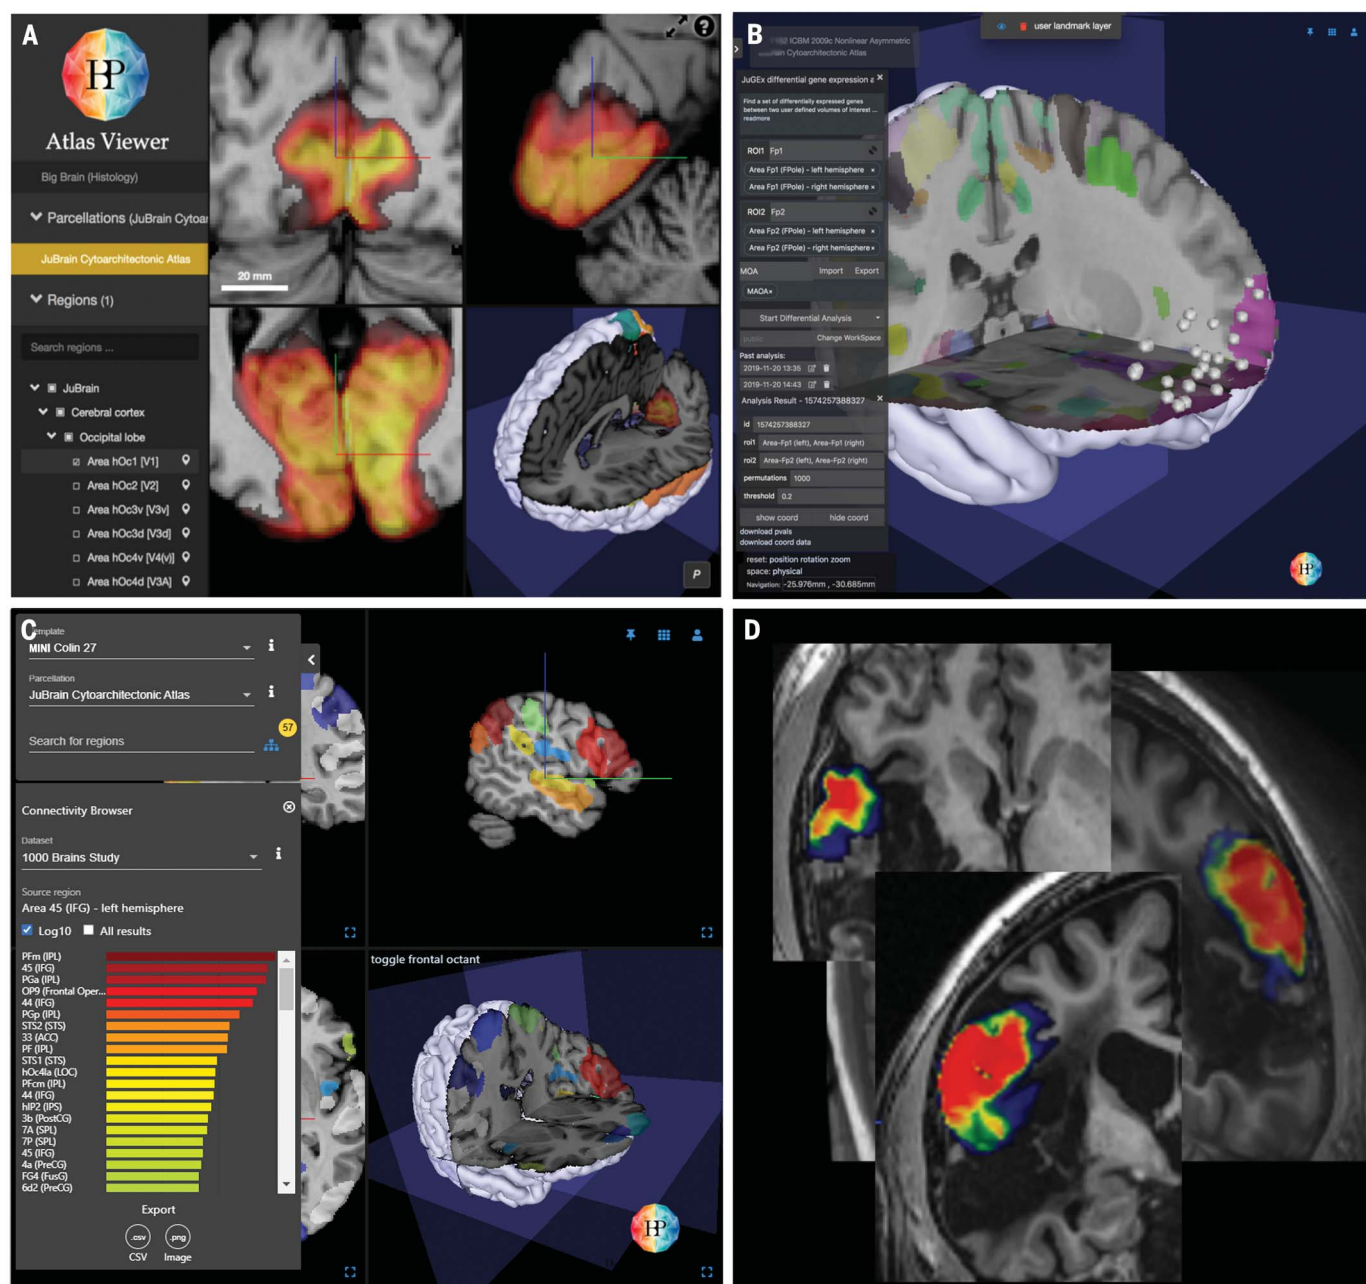 A
HP
Atlas Viewer
Big Brain (Histology)
Parcellations (JuBrain Cytoar
JuBrain Cytoarchitectonic Atlas
Regions (1)
Search regions ...
JuBrain
Cerebral cortex
Occipital lobe
Area hOc1 [V1]
Area hOc2 [V2]
Area hOc3v [V3v]
Area hOc3d [V3d]
Area hOc4v [V4(v)]
Area hOc4d [V3A]
20 mm
?
P
B
user landmark layer
ICBM 2009c Nonlinear Asymmetric
Cytoarchitectonic Atlas
JuGEx differential gene expression a
Find a set of differentially expressed genes
between two user defined volumes of interest ...
readmore
ROI1 Fp1
Area Fp1 (FPole) - left hemisphere ×
Area Fp1 (FPole) - right hemisphere ×
ROI2 Fp2
Area Fp2 (FPole) - left hemisphere ×
Area Fp2 (FPole) - right hemisphere ×
MOA Import Export
MAOA×
Start Differential Analysis
public Change WorkSpace
Past analysis:
2019-11-20 13:35
2019-11-20 14:43
Analysis Result - 1574257388327
id 1574257388327
roi1 Area-Fp1 (left), Area-Fp1 (right)
roi2 Area-Fp2 (left), Area-Fp2 (right)
permutations 1000
threshold 0.2
show coord hide coord
download pvals
download coord data
reset: position rotation zoom
space: physical
Navigation: -25.976mm , -30.685mm
HP
C
Template
MINI Colin 27
Parcellation
JuBrain Cytoarchitectonic Atlas
57
Search for regions
Connectivity Browser
Dataset
1000 Brains Study
Source region
Area 45 (IFG) - left hemisphere
Log10 All results
PFm (IPL)
45 (IFG)
PGa (IPL)
OP9 (Frontal Oper...
44 (IFG)
PGp (IPL)
STS2 (STS)
33 (ACC)
PF (IPL)
STS1 (STS)
hOc4la (LOC)
PFcm (IPL)
44 (IFG)
hIP2 (IPS)
3b (PostCG)
7A (SPL)
7P (SPL)
45 (IFG)
4a (PreCG)
FG4 (FusG)
6d2 (PreCG)
Export
.csv .png
CSV Image
toggle frontal octant
HP
D